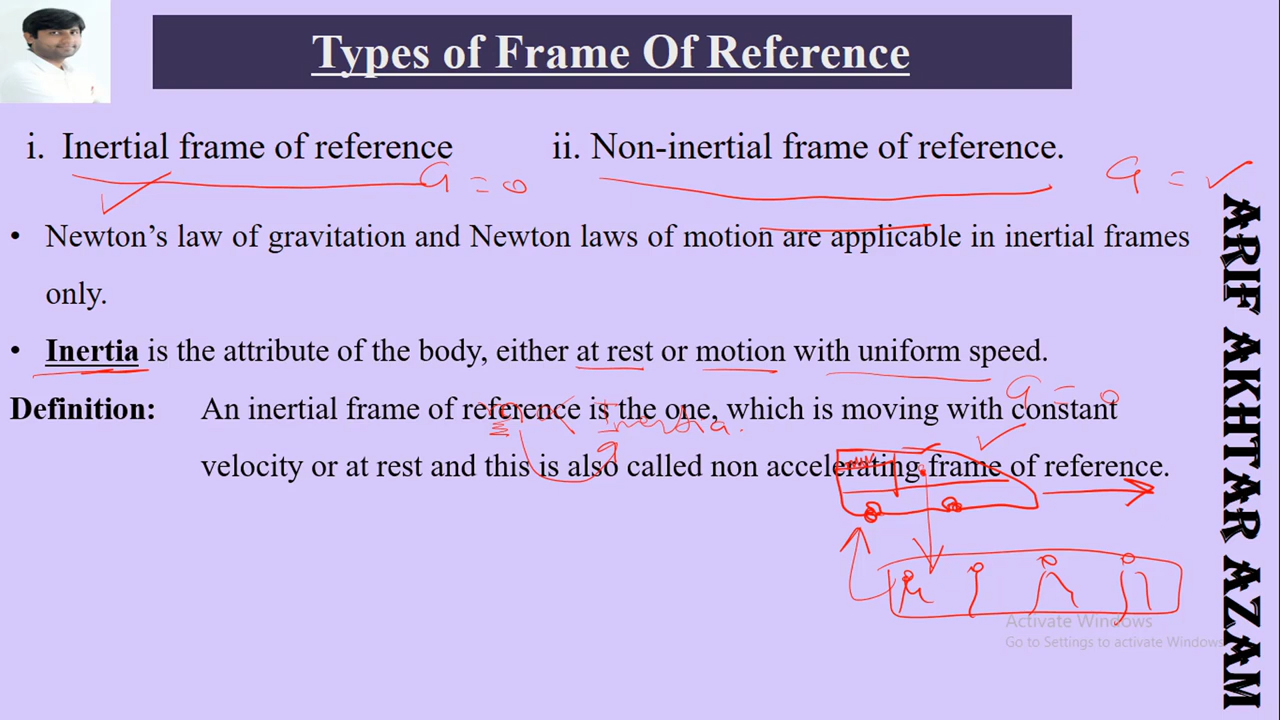 Types of Frame Of Reference
i. Inertial frame of reference
ii. Non-inertial frame of reference.
a = 0
a = ✓
• Newton’s law of gravitation and Newton laws of motion are applicable in inertial frames
only.
• Inertia is the attribute of the body, either at rest or motion with uniform speed.
a = 0
Definition: An inertial frame of reference is the one, which is moving with constant
Inertia.
velocity or at rest and this is also called non accelerating frame of reference.
Activate Windows
Go to Settings to activate Windows
ARIF AKHTAR AZAM